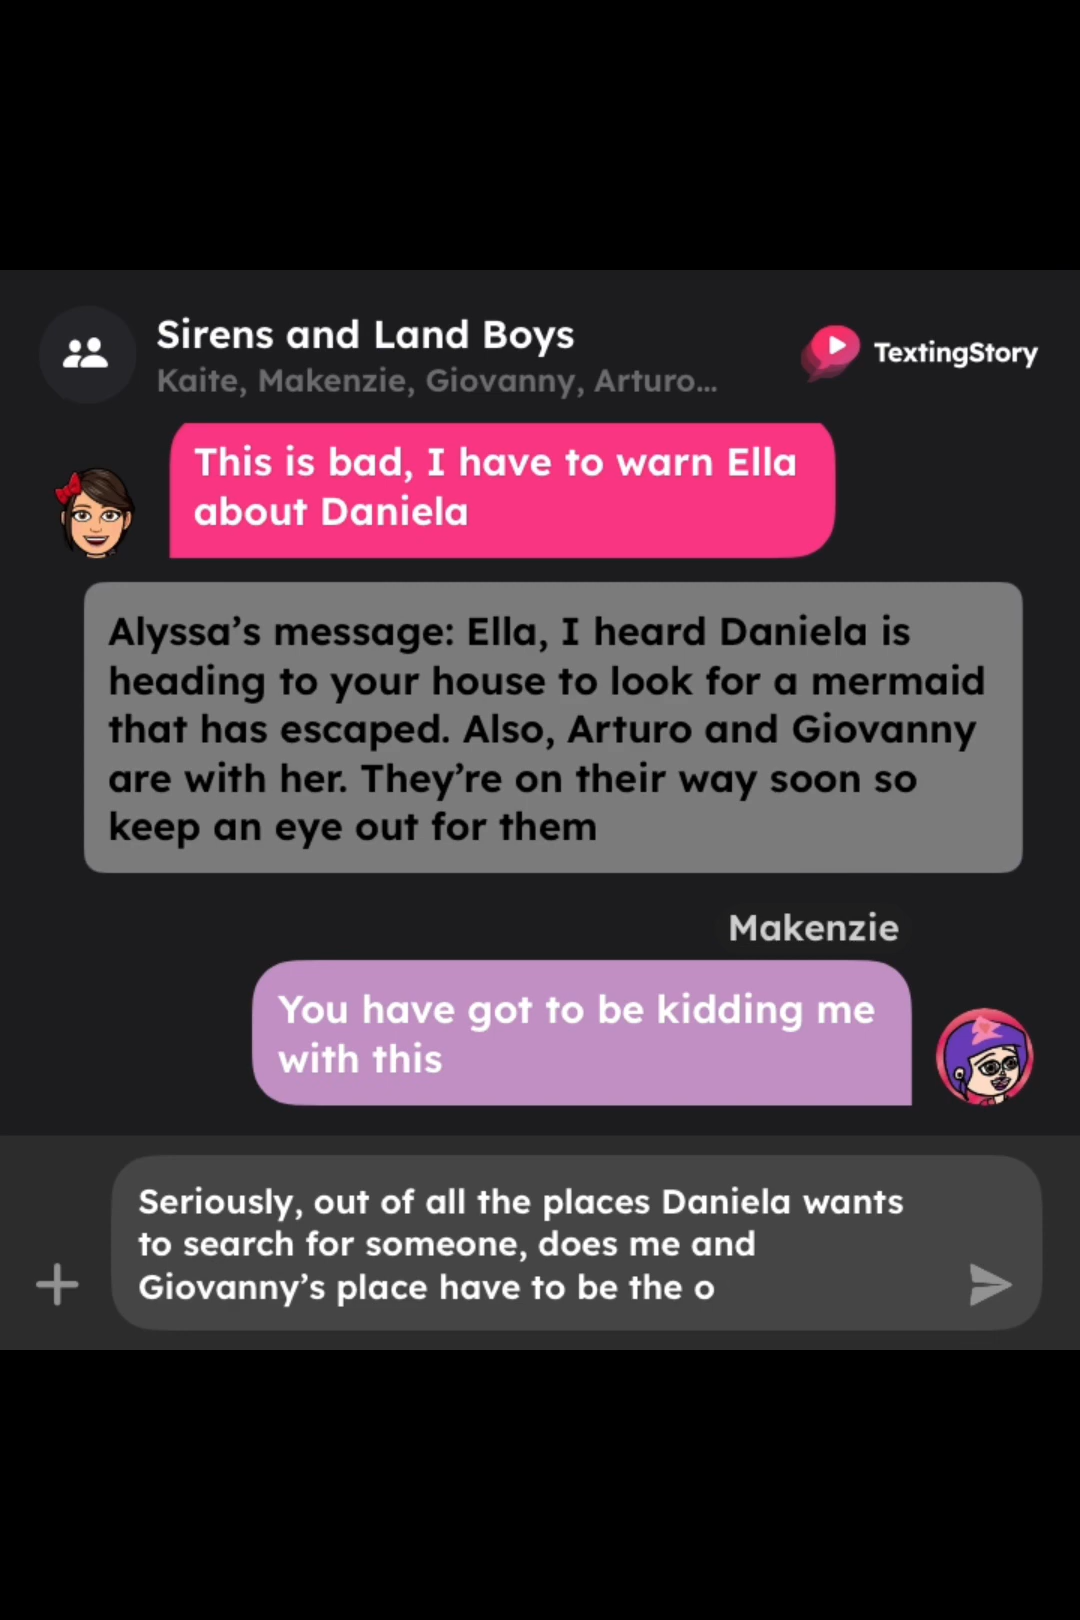 Sirens and Land Boys
Kaite, Makenzie, Giovanny, Arturo...
TextingStory
This is bad, I have to warn Ella
about Daniela
Alyssa’s message: Ella, I heard Daniela is
heading to your house to look for a mermaid
that has escaped. Also, Arturo and Giovanny
are with her. They’re on their way soon so
keep an eye out for them
Makenzie
You have got to be kidding me
with this
Seriously, out of all the places Daniela wants
to search for someone, does me and
Giovanny’s place have to be the o